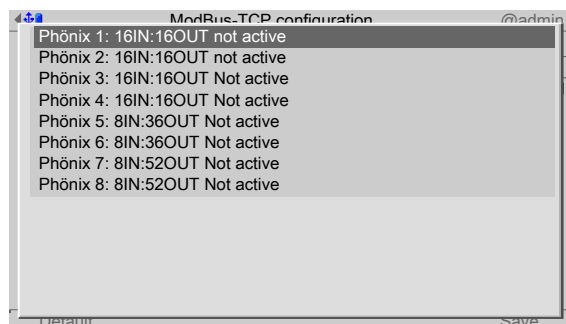 ModBus-TCP configuration @admin
Phönix 1: 16IN:16OUT not active
Phönix 2: 16IN:16OUT not active
Phönix 3: 16IN:16OUT Not active
Phönix 4: 16IN:16OUT Not active
Phönix 5: 8IN:36OUT Not active
Phönix 6: 8IN:36OUT Not active
Phönix 7: 8IN:52OUT Not active
Phönix 8: 8IN:52OUT Not active
Default Save